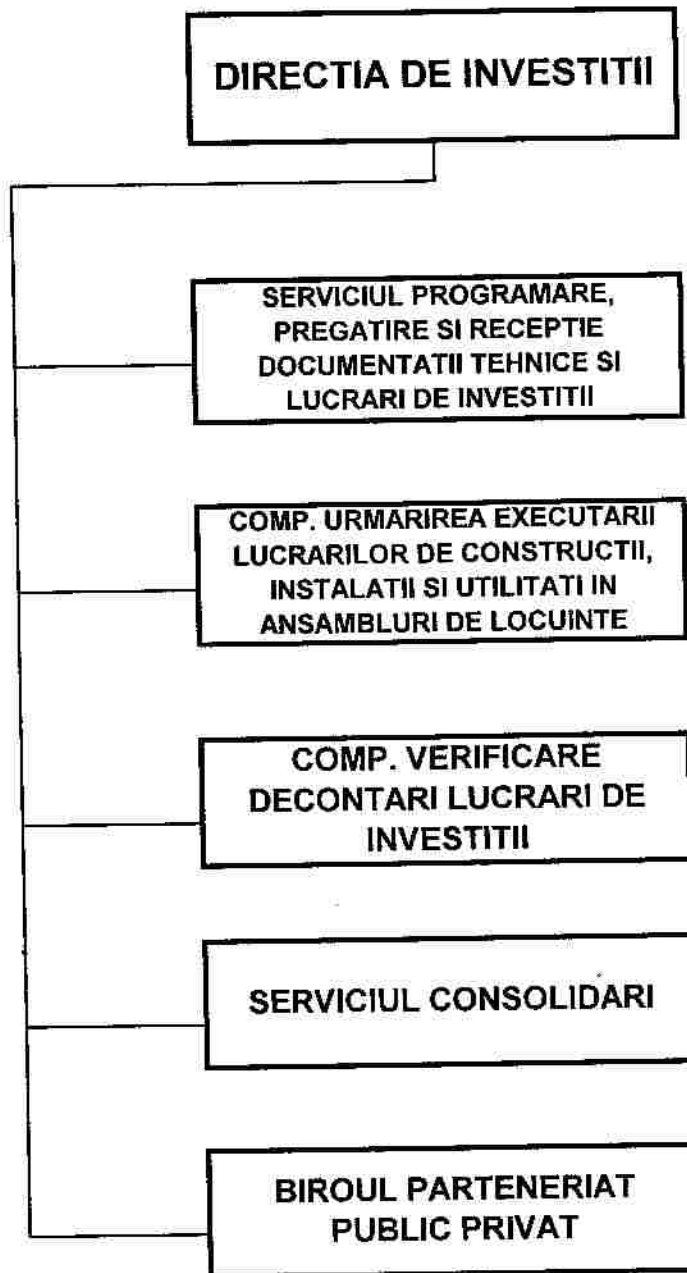 DIRECTIA DE INVESTITII
SERVICIUL PROGRAMARE,
PREGATIRE SI RECEPTIE
DOCUMENTATII TEHNICE SI
LUCRARI DE INVESTITII
COMP. URMARIREA EXECUTARII
LUCRARILOR DE CONSTRUCTII,
INSTALATII SI UTILITATI IN
ANSAMBLURI DE LOCUINTE
COMP. VERIFICARE
DECONTARI LUCRARI DE
INVESTITII
SERVICIUL CONSOLIDARI
BIROUL PARTENERIAT
PUBLIC PRIVAT